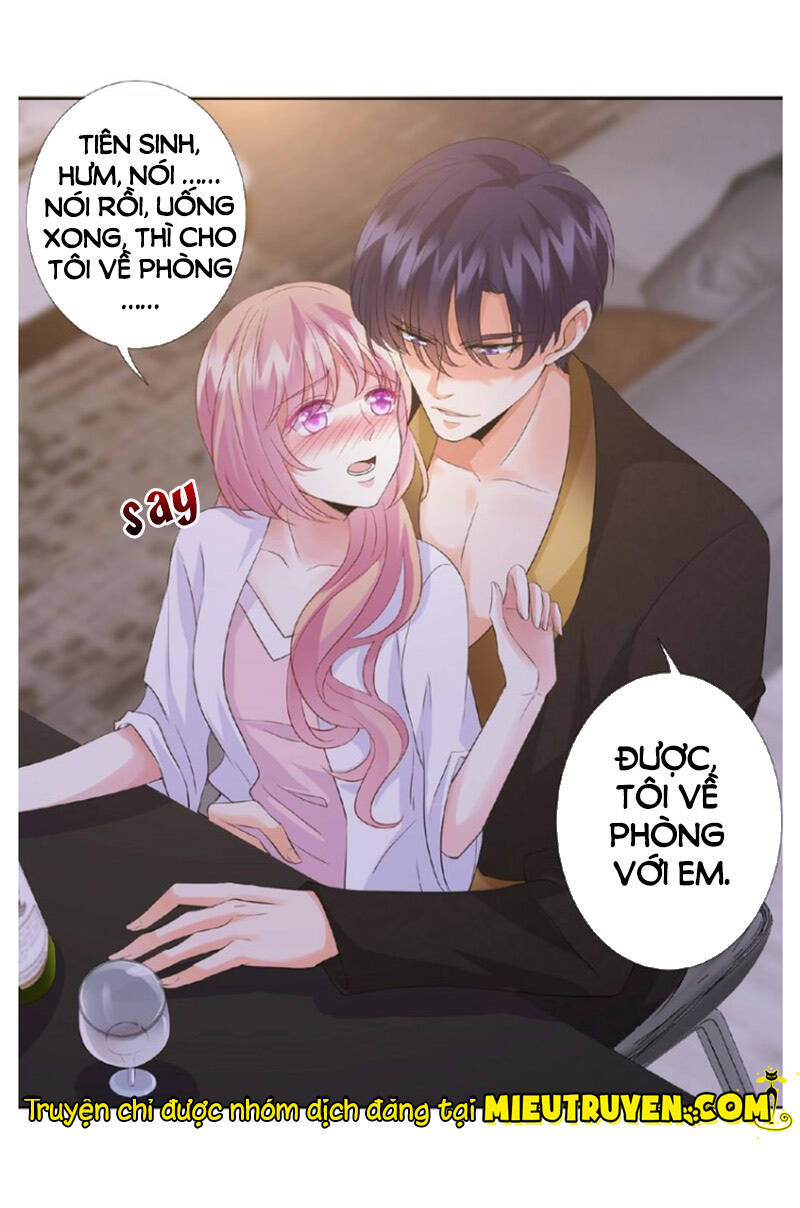 TIÊN SINH,
HƯM, NÓI ......
NÓI RỒI, UỐNG
XONG, THÌ CHO
TÔI VỀ PHÒNG
......
say
ĐƯỢC,
TÔI VỀ
PHÒNG
VỚI EM.
Truyện chỉ được nhóm dịch đăng tại MIEUTRUYEN.COM